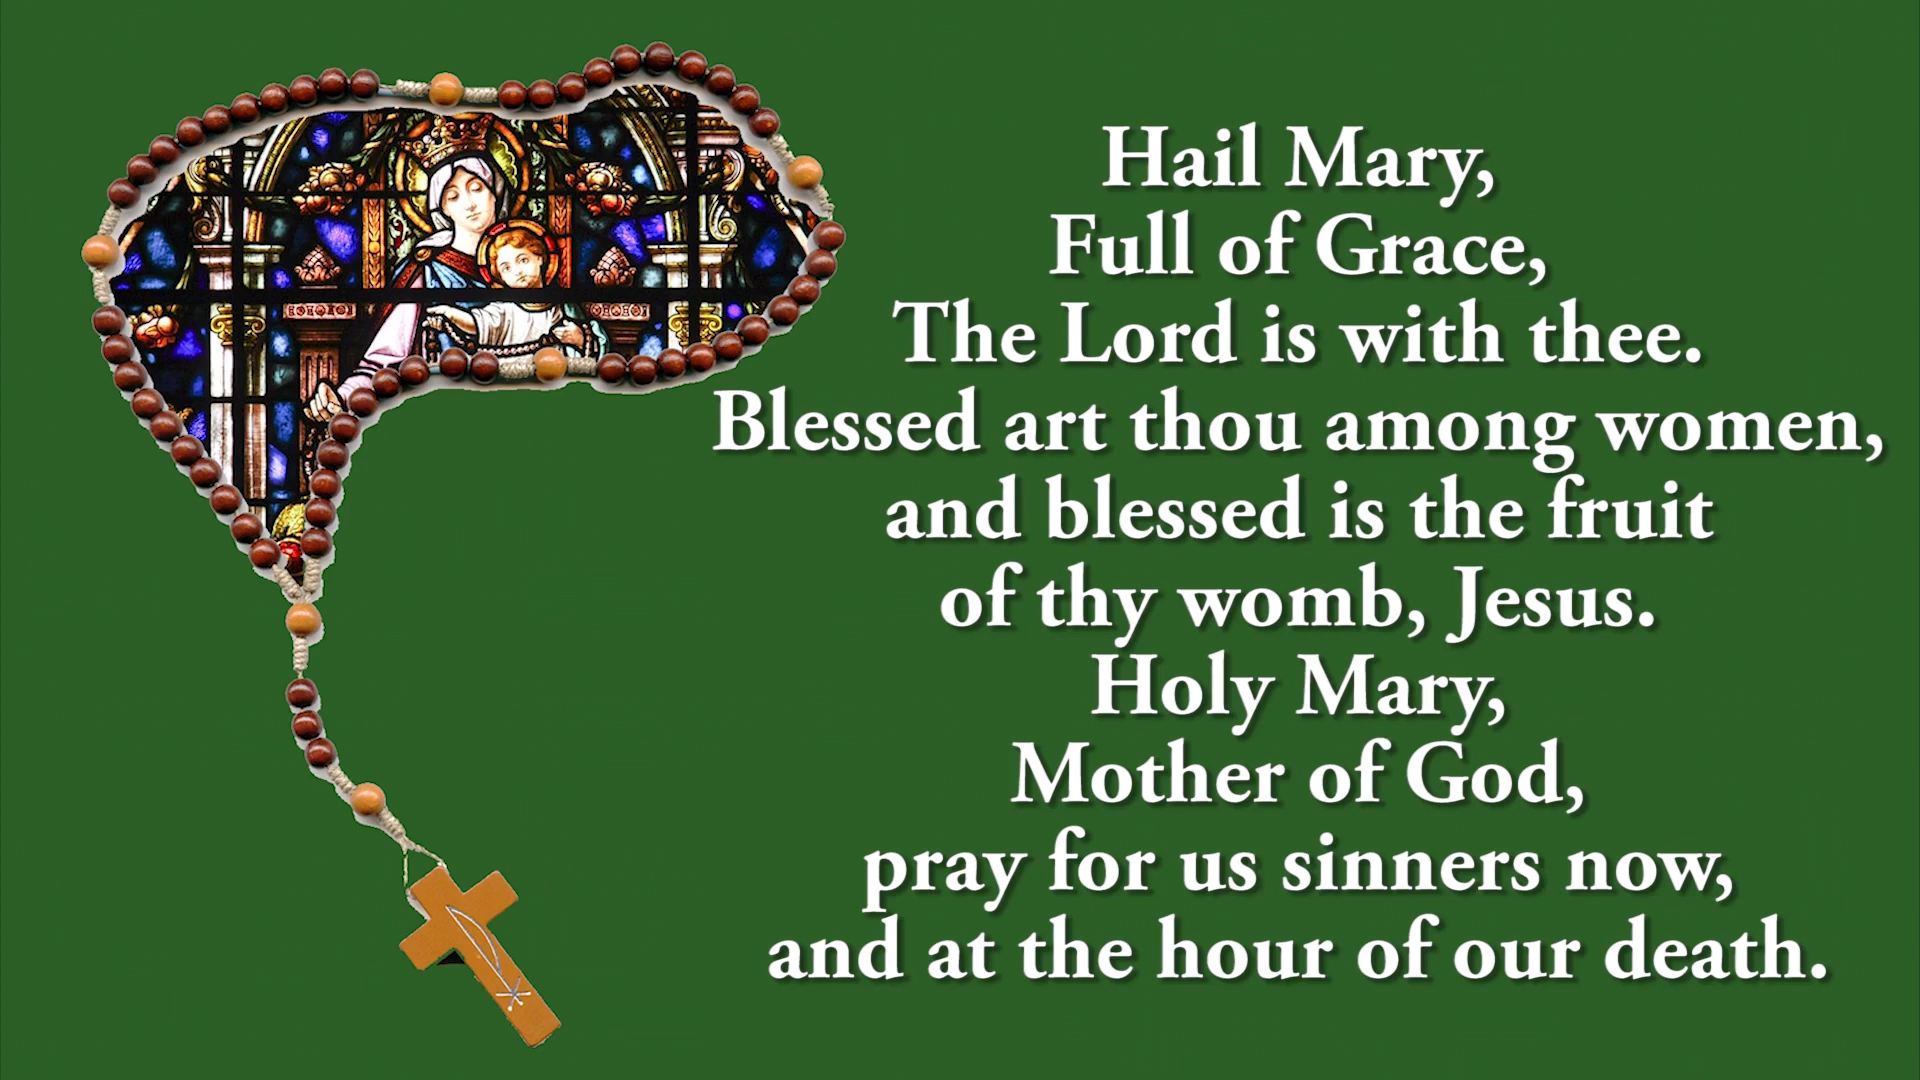 Hail Mary,
Full of Grace,
The Lord is with thee.
Blessed art thou among women,
and blessed is the fruit
of thy womb, Jesus.
Holy Mary,
Mother of God,
pray for us sinners now,
and at the hour of our death.